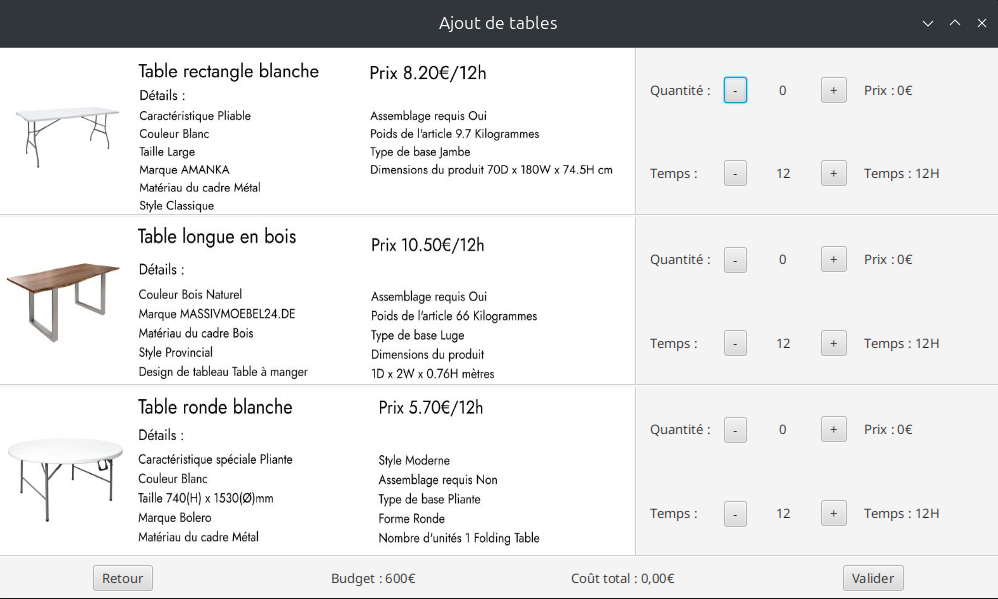 Ajout de tables
Table rectangle blanche
Prix 8.20€/12h
Détails :
Caractéristique Pliable
Couleur Blanc
Taille Large
Marque AMANKA
Matériau du cadre Métal
Style Classique
Assemblage requis Oui
Poids de l'article 9.7 Kilogrammes
Type de base Jambe
Dimensions du produit 70D x 180W x 74.5H cm
Quantité : - 0 + Prix : 0€
Temps : - 12 + Temps : 12H
Table longue en bois
Prix 10.50€/12h
Détails :
Couleur Bois Naturel
Marque MASSIVMOEBEL24.DE
Matériau du cadre Bois
Style Provincial
Design de tableau Table à manger
Assemblage requis Oui
Poids de l'article 66 Kilogrammes
Type de base Luge
Dimensions du produit
1D x 2W x 0.76H mètres
Quantité : - 0 + Prix : 0€
Temps : - 12 + Temps : 12H
Table ronde blanche
Prix 5.70€/12h
Détails :
Caractéristique spéciale Pliante
Couleur Blanc
Taille 740(H) x 1530(Ø)mm
Marque Bolero
Matériau du cadre Métal
Style Moderne
Assemblage requis Non
Type de base Pliante
Forme Ronde
Nombre d'unités 1 Folding Table
Quantité : - 0 + Prix : 0€
Temps : - 12 + Temps : 12H
Retour Budget : 600€ Coût total : 0,00€ Valider